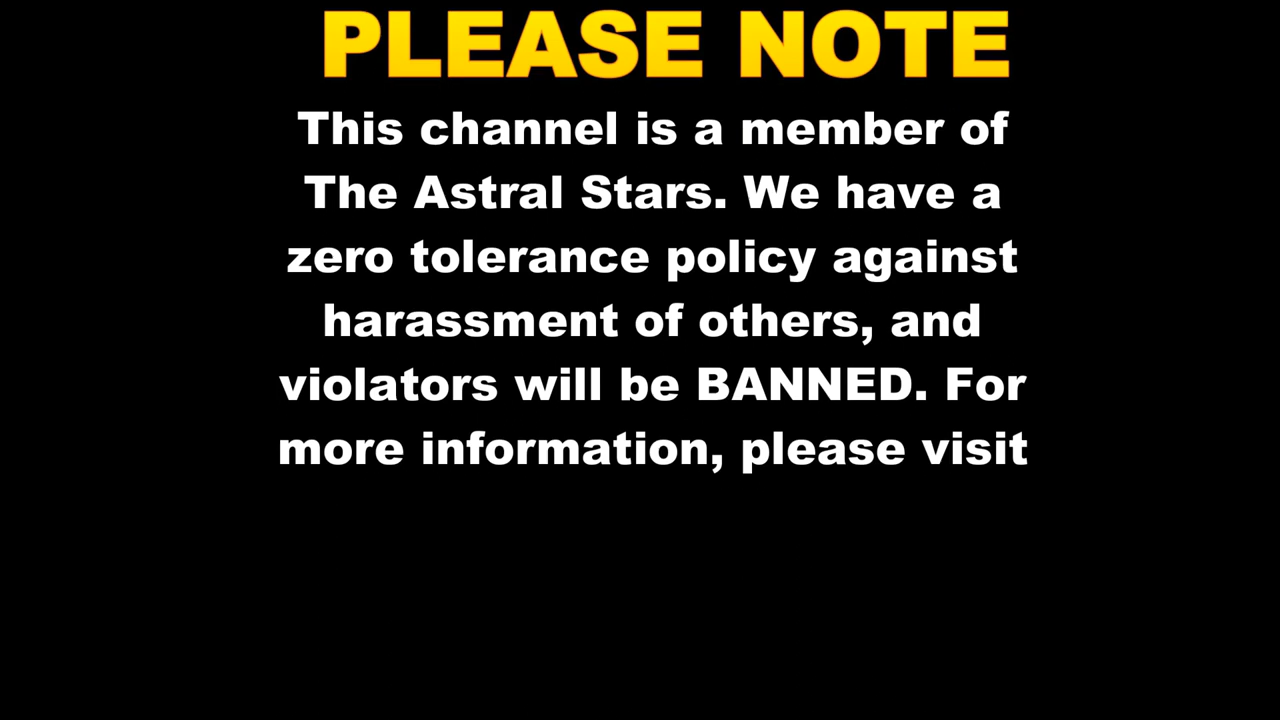 PLEASE NOTE
This channel is a member of
The Astral Stars. We have a
zero tolerance policy against
harassment of others, and
violators will be BANNED. For
more information, please visit